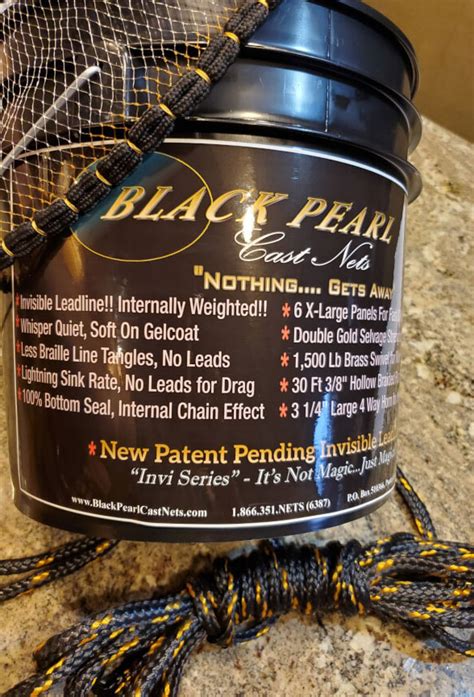 BLACK PEARL
Cast Nets
"NOTHING.... GETS AWAY
*Invisible Leadline!! Internally Weighted!!
*Whisper Quiet, Soft On Gelcoat
*Less Braille Line Tangles, No Leads
*Lightning Sink Rate, No Leads for Drag
*100% Bottom Seal, Internal Chain Effect
* 6 X-Large Panels For
* Double Gold Selvage
* 1,500 Lb Brass Swivel
* 30 Ft 3/8" Hollow Braided
* 3 1/4" Large 4 Way Horn
* New Patent Pending Invisible
"Invi Series" - It's Not Magic...Just
www.BlackPearlCastNets.com
1.866.351.NETS (6387)
P.O. Box